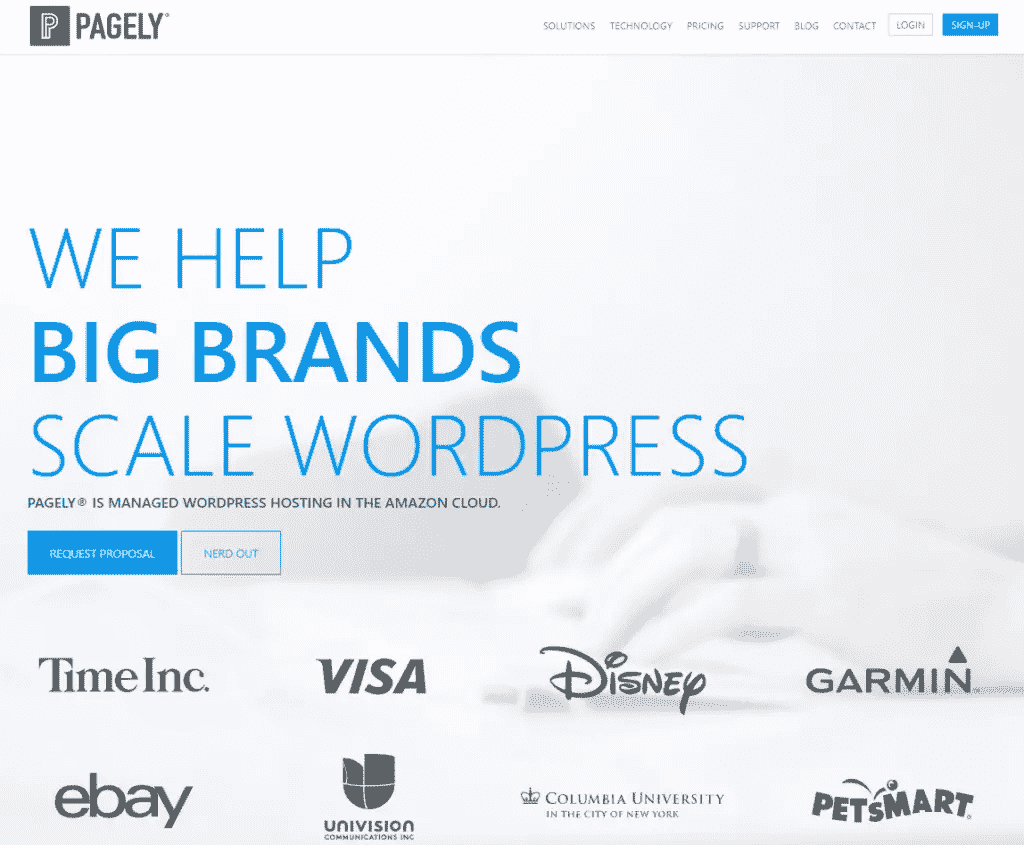 PAGELY®
SOLUTIONS TECHNOLOGY PRICING SUPPORT BLOG CONTACT LOGIN SIGN-UP
WE HELP
BIG BRANDS
SCALE WORDPRESS
PAGELY® IS MANAGED WORDPRESS HOSTING IN THE AMAZON CLOUD.
REQUEST PROPOSAL NERD OUT
Time Inc. VISA DISNEY GARMIN
ebay UNIVISION COMMUNICATIONS INC COLUMBIA UNIVERSITY IN THE CITY OF NEW YORK PETSMART